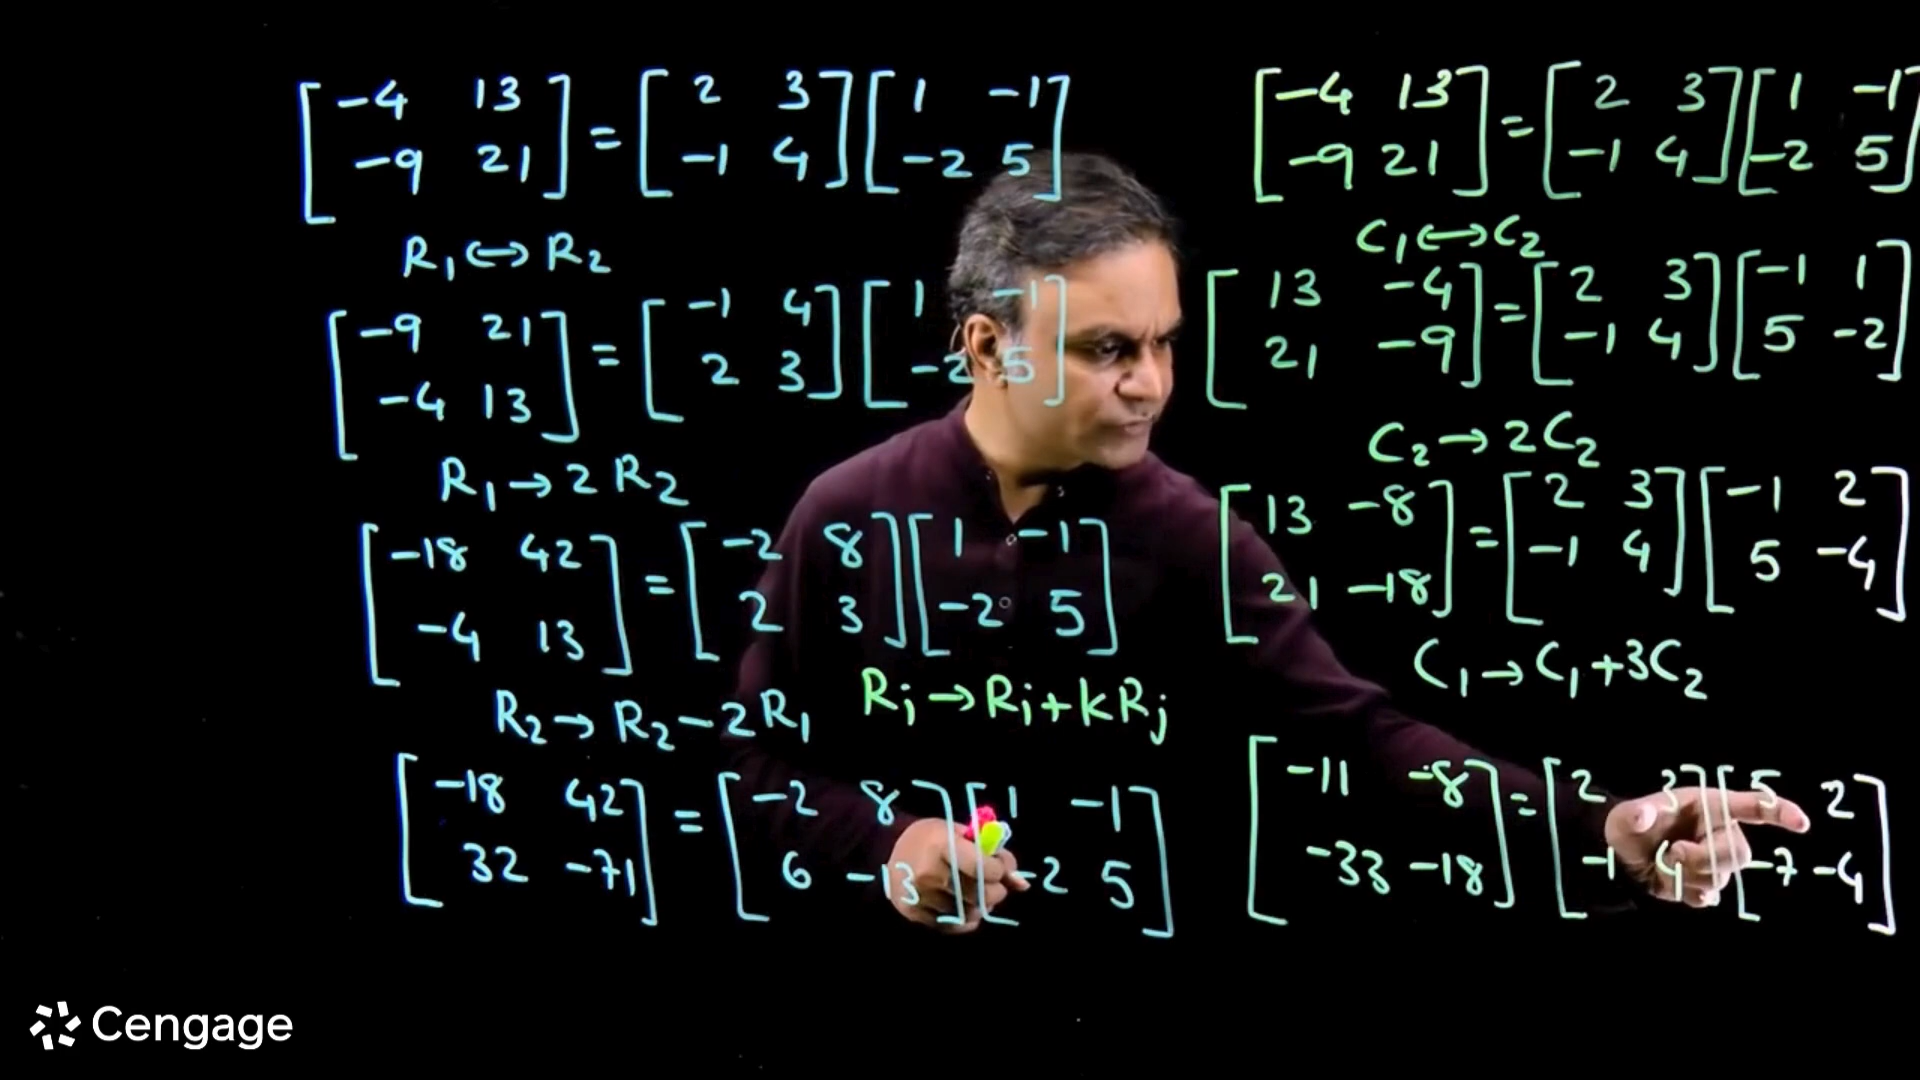 [-4 13] = [2 3][1 -1]
[-9 21] [-1 4][-2 5]
R₁ ↔ R₂
[-9 21] = [-1 4][1 -1]
[-4 13] [2 3][-2 5]
R₁ → 2 R₂
[-18 42] = [-2 8][1 -1]
[-4 13] [2 3][-2 5]
R₂ → R₂ - 2R₁
Rᵢ → Rᵢ + kRⱼ
[-18 42] = [-2 8][1 -1]
[32 -71] [6 -13][-2 5]
[-4 13] = [2 3][1 -1]
[-9 21] [-1 4][-2 5]
C₁ ↔ C₂
[13 -4] = [2 3][-1 1]
[21 -9] [-1 4][5 -2]
C₂ → 2C₂
[13 -8] = [2 3][-1 2]
[21 -18] [-1 4][5 -4]
C₁ → C₁ + 3C₂
[-11 -8] = [2 3][5 2]
[-33 -18] [-1 4][-7 -4]
Cengage